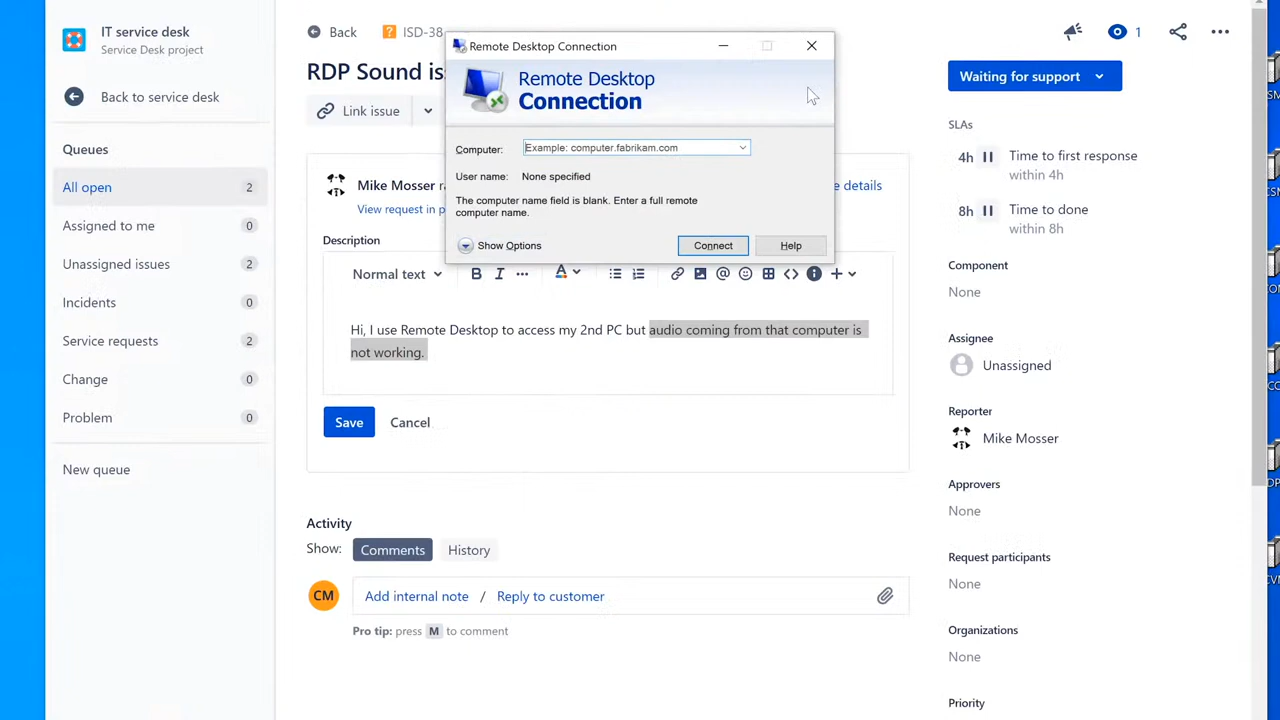 IT service desk
Service Desk project
Back to service desk
Queues
All open 2
Assigned to me 0
Unassigned issues 2
Incidents 0
Service requests 2
Change 0
Problem 0
New queue
Back
ISD-38
RDP Sound is
Link issue
Mike Mosser
View request in p
e details
Description
Normal text
B I ... A
Hi, I use Remote Desktop to access my 2nd PC but audio coming from that computer is
not working.
Save Cancel
Activity
Show: Comments History
CM Add internal note / Reply to customer
Pro tip: press M to comment
Remote Desktop Connection
Remote Desktop
Connection
Computer: Example: computer.fabrikam.com
User name: None specified
The computer name field is blank. Enter a full remote
computer name.
Show Options Connect Help
1
Waiting for support
SLAs
4h Time to first response
within 4h
8h Time to done
within 8h
Component
None
Assignee
Unassigned
Reporter
Mike Mosser
Approvers
None
Request participants
None
Organizations
None
Priority